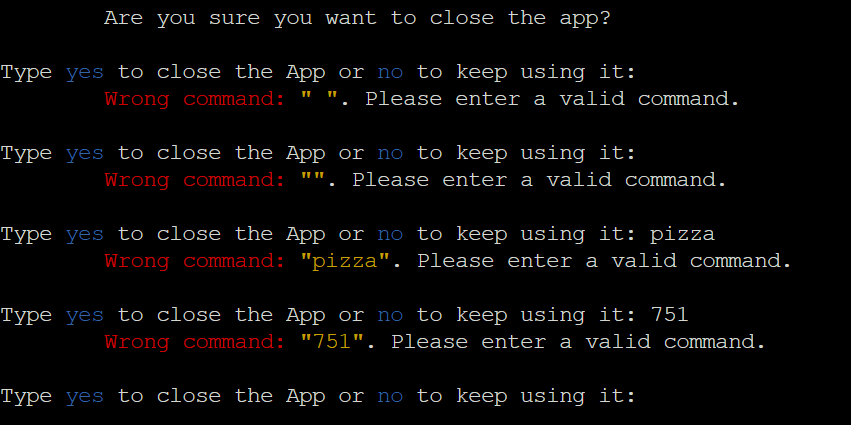 Are you sure you want to close the app?
Type yes to close the App or no to keep using it:
Wrong command: " ". Please enter a valid command.
Type yes to close the App or no to keep using it:
Wrong command: "". Please enter a valid command.
Type yes to close the App or no to keep using it: pizza
Wrong command: "pizza". Please enter a valid command.
Type yes to close the App or no to keep using it: 751
Wrong command: "751". Please enter a valid command.
Type yes to close the App or no to keep using it: